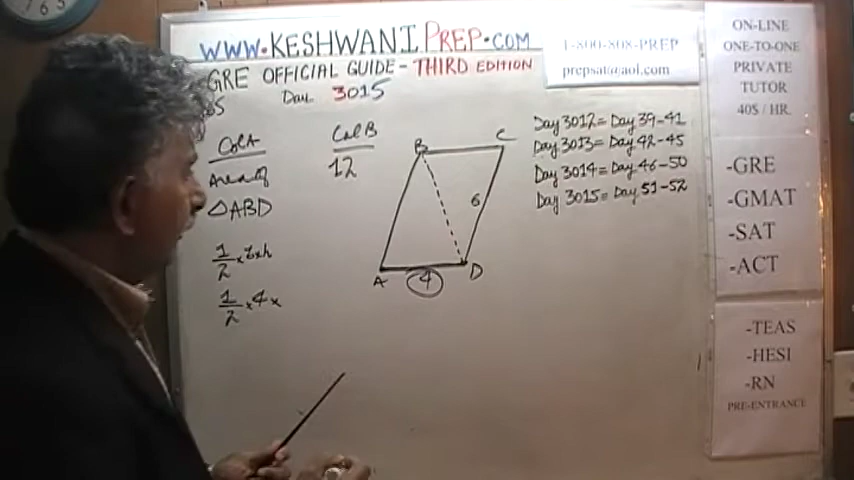 WWW.KESHWANIPREP.COM
1-800-808-PREP
prepsat@aol.com
GRE OFFICIAL GUIDE - THIRD EDITION
Day 3015
Col A
Col B
Area of
△ABD
12
1/2 × b × h
1/2 × 4 ×
B
C
6
A
4
D
Day 3012 = Day 39-41
Day 3013 = Day 42-45
Day 3014 = Day 46-50
Day 3015 = Day 51-52
ON-LINE
ONE-TO-ONE
PRIVATE
TUTOR
40$ / HR.
-GRE
-GMAT
-SAT
-ACT
-TEAS
-HESI
-RN
PRE-ENTRANCE